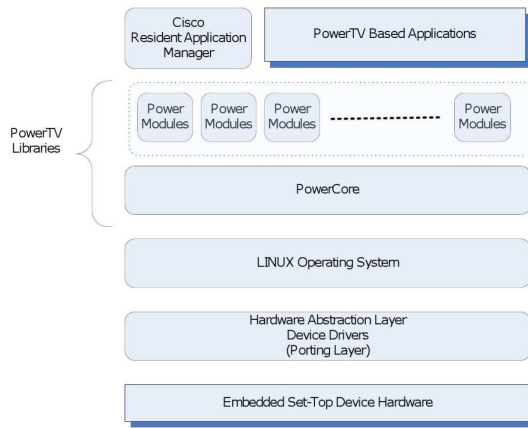 Cisco
Resident Application
Manager
PowerTV Based Applications
PowerTV
Libraries
Power
Modules
Power
Modules
Power
Modules
Power
Modules
PowerCore
LINUX Operating System
Hardware Abstraction Layer
Device Drivers
(Porting Layer)
Embedded Set-Top Device Hardware